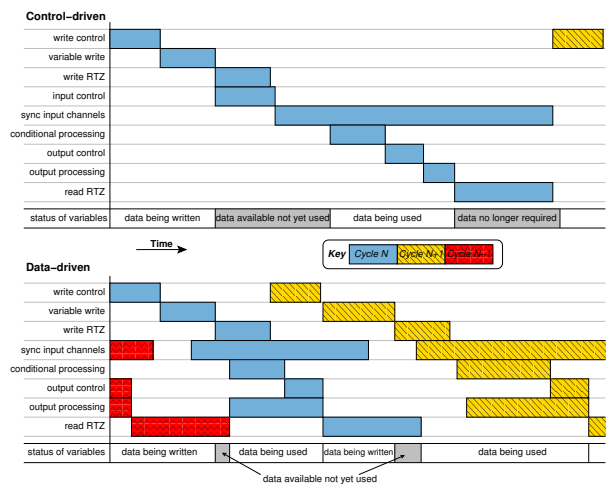 Control–driven
write control
variable write
write RTZ
input control
sync input channels
conditional processing
output control
output processing
read RTZ
status of variables data being written data available not yet used data being used data no longer required
Time
Key Cycle N Cycle N+1 Cycle N−1
Data–driven
write control
variable write
write RTZ
sync input channels
conditional processing
output control
output processing
read RTZ
status of variables data being written data being used data being written data being used
data available not yet used